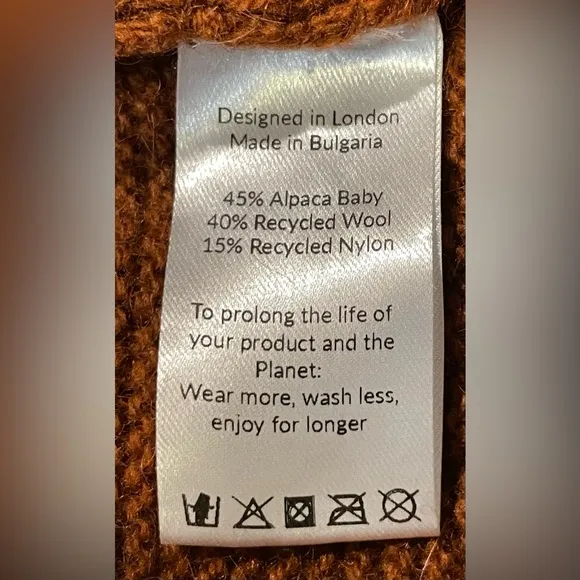 Designed in London
Made in Bulgaria
45% Alpaca Baby
40% Recycled Wool
15% Recycled Nylon
To prolong the life of
your product and the
Planet:
Wear more, wash less,
enjoy for longer